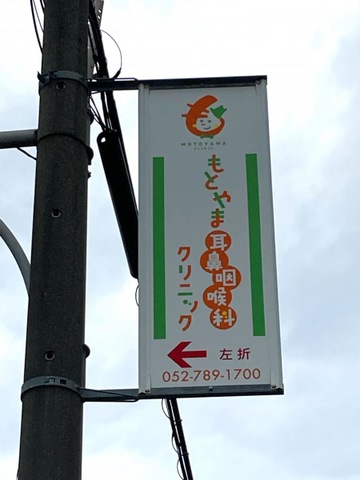 MOTOYAMA
CLINIC
もとやま
耳鼻咽喉科
クリニック
左折
052-789-1700